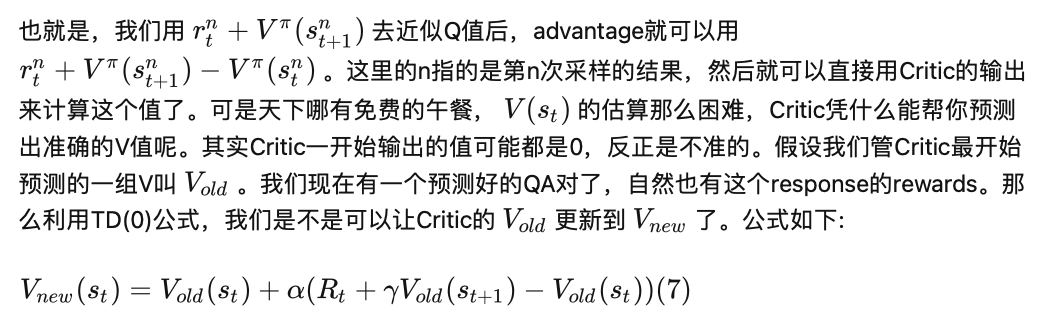 也就是，我们用 $r_t^n + V^\pi(s_{t+1}^n)$ 去近似Q值后，advantage就可以用
$r_t^n + V^\pi(s_{t+1}^n) - V^\pi(s_t^n)$ 。这里的n指的是第n次采样的结果，然后就可以直接用Critic的输出
来计算这个值了。可是天下哪有免费的午餐， $V(s_t)$ 的估算那么困难，Critic凭什么能帮你预测
出准确的V值呢。其实Critic一开始输出的值可能都是0，反正是不准的。假设我们管Critic最开始
预测的一组V叫 $V_{old}$ 。我们现在有一个预测好的QA对了，自然也有这个response的rewards。那
么利用TD(0)公式，我们是不是可以让Critic的 $V_{old}$ 更新到 $V_{new}$ 了。公式如下：
$V_{new}(s_t) = V_{old}(s_t) + \alpha(R_t + \gamma V_{old}(s_{t+1}) - V_{old}(s_t))(7)$